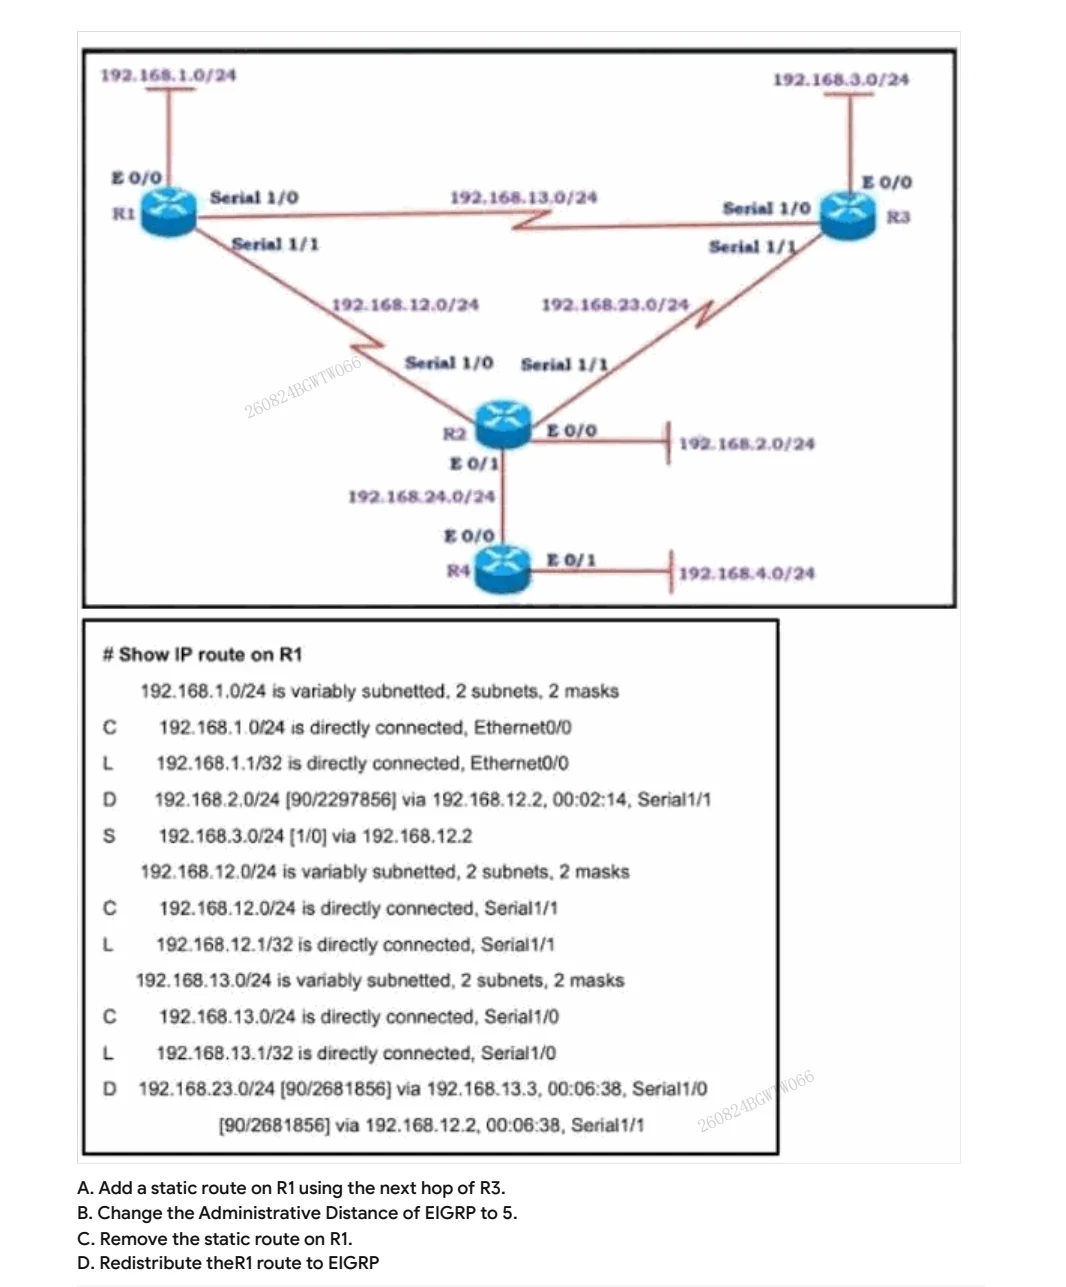 192.168.1.0/24
192.168.3.0/24
E 0/0
E 0/0
R1
Serial 1/0
192.168.13.0/24
Serial 1/0
R3
Serial 1/1
Serial 1/1
192.168.12.0/24
192.168.23.0/24
260824BGWTW066
Serial 1/0
Serial 1/1
R2
E 0/0
192.168.2.0/24
E 0/1
192.168.24.0/24
E 0/0
R4
E 0/1
192.168.4.0/24
# Show IP route on R1
192.168.1.0/24 is variably subnetted, 2 subnets, 2 masks
C 192.168.1.0/24 is directly connected, Ethernet0/0
L 192.168.1.1/32 is directly connected, Ethernet0/0
D 192.168.2.0/24 [90/2297856] via 192.168.12.2, 00:02:14, Serial1/1
S 192.168.3.0/24 [1/0] via 192.168.12.2
192.168.12.0/24 is variably subnetted, 2 subnets, 2 masks
C 192.168.12.0/24 is directly connected, Serial1/1
L 192.168.12.1/32 is directly connected, Serial1/1
192.168.13.0/24 is variably subnetted, 2 subnets, 2 masks
C 192.168.13.0/24 is directly connected, Serial1/0
L 192.168.13.1/32 is directly connected, Serial1/0
D 192.168.23.0/24 [90/2681856] via 192.168.13.3, 00:06:38, Serial1/0
[90/2681856] via 192.168.12.2, 00:06:38, Serial1/1
260824BGWTW066
A. Add a static route on R1 using the next hop of R3.
B. Change the Administrative Distance of EIGRP to 5.
C. Remove the static route on R1.
D. Redistribute theR1 route to EIGRP